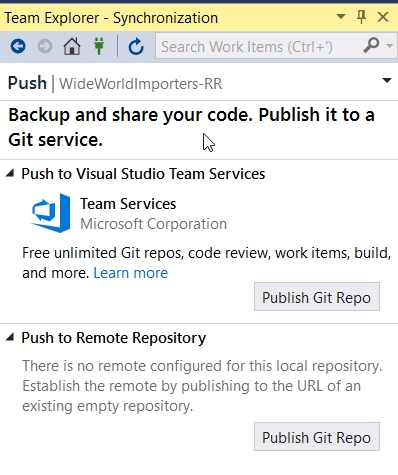 Team Explorer - Synchronization
Search Work Items (Ctrl+')
Push | WideWorldImporters-RR
Backup and share your code. Publish it to a
Git service.
Push to Visual Studio Team Services
Team Services
Microsoft Corporation
Free unlimited Git repos, code review, work items, build,
and more. Learn more
Publish Git Repo
Push to Remote Repository
There is no remote configured for this local repository.
Establish the remote by publishing to the URL of an
existing empty repository.
Publish Git Repo